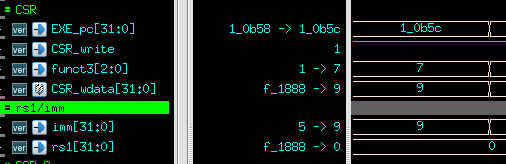 = CSR
ver EXE_pc[31:0] 1_0b58 -> 1_0b5c 1_0b5c
ver CSR_write 1
ver funct3[2:0] 1 -> 7 7
ver CSR_wdata[31:0] f_1888 -> 9 9
= rs1/imm
ver imm[31:0] 5 -> 9 9
ver rs1[31:0] f_1888 -> 0 0